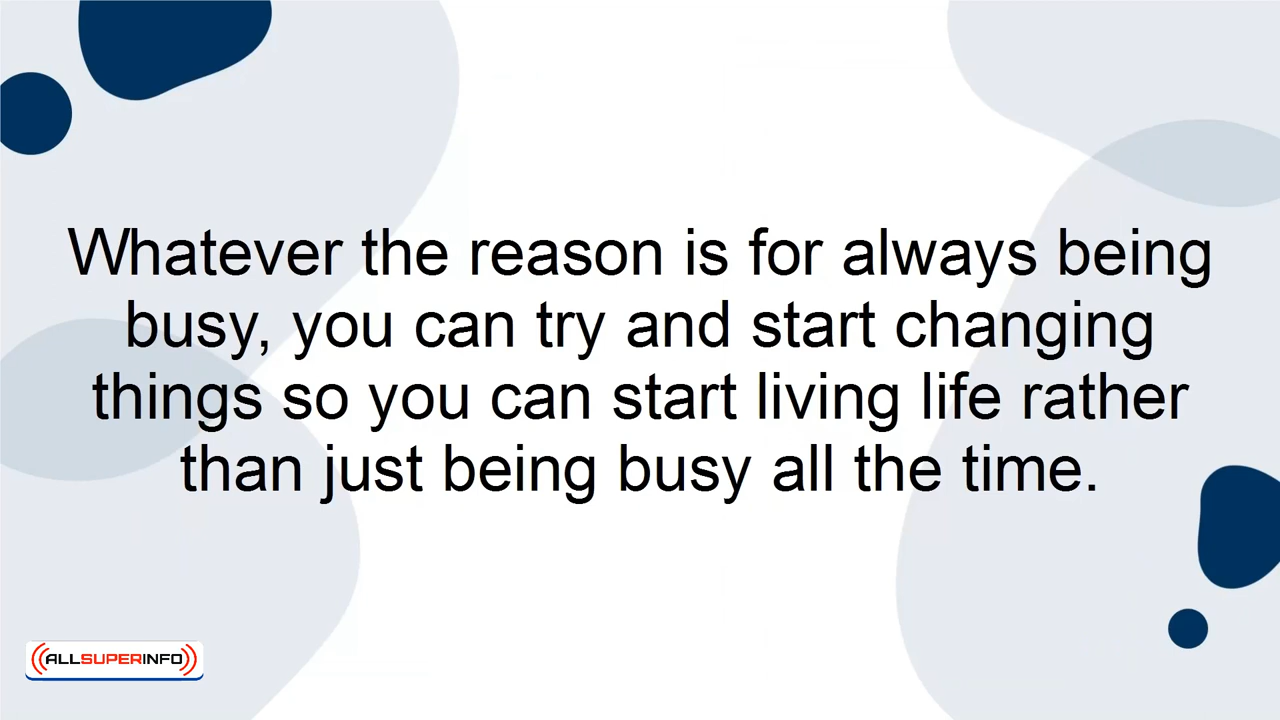 Whatever the reason is for always being
busy, you can try and start changing
things so you can start living life rather
than just being busy all the time.
ALLSUPERINFO